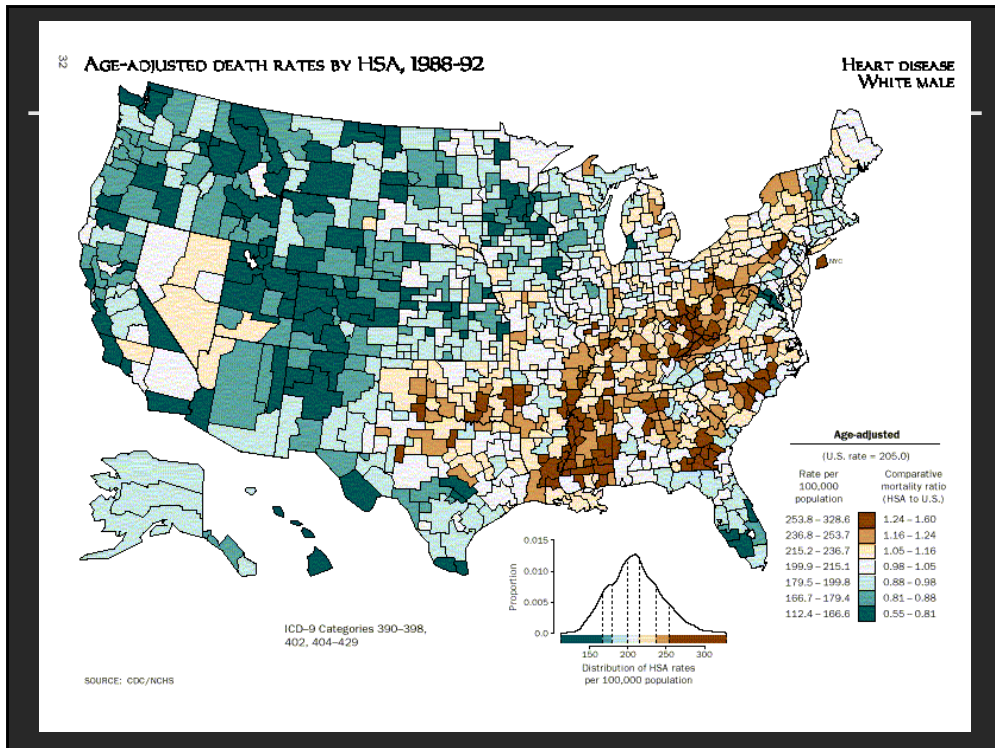 32
AGE-ADJUSTED DEATH RATES BY HSA, 1988-92
HEART DISEASE
WHITE MALE
NYC
Age-adjusted
(U.S. rate = 205.0)
Rate per
100,000
population
Comparative
mortality ratio
(HSA to U.S.)
253.8 – 328.6 1.24 – 1.60
236.8 – 253.7 1.16 – 1.24
215.2 – 236.7 1.05 – 1.16
199.9 – 215.1 0.98 – 1.05
179.5 – 199.8 0.88 – 0.98
166.7 – 179.4 0.81 – 0.88
112.4 – 166.6 0.55 – 0.81
Proportion
0.015
0.010
0.005
0.0
150 200 250 300
Distribution of HSA rates
per 100,000 population
ICD–9 Categories 390–398,
402, 404–429
SOURCE: CDC/NCHS